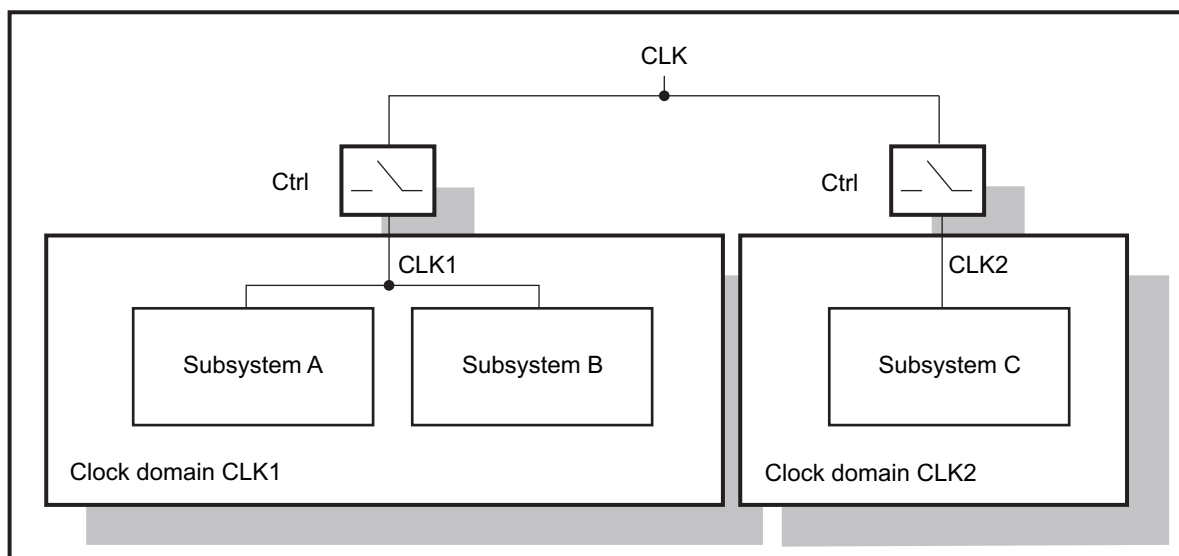 CLK
Ctrl
Ctrl
CLK1
CLK2
Subsystem A
Subsystem B
Subsystem C
Clock domain CLK1
Clock domain CLK2